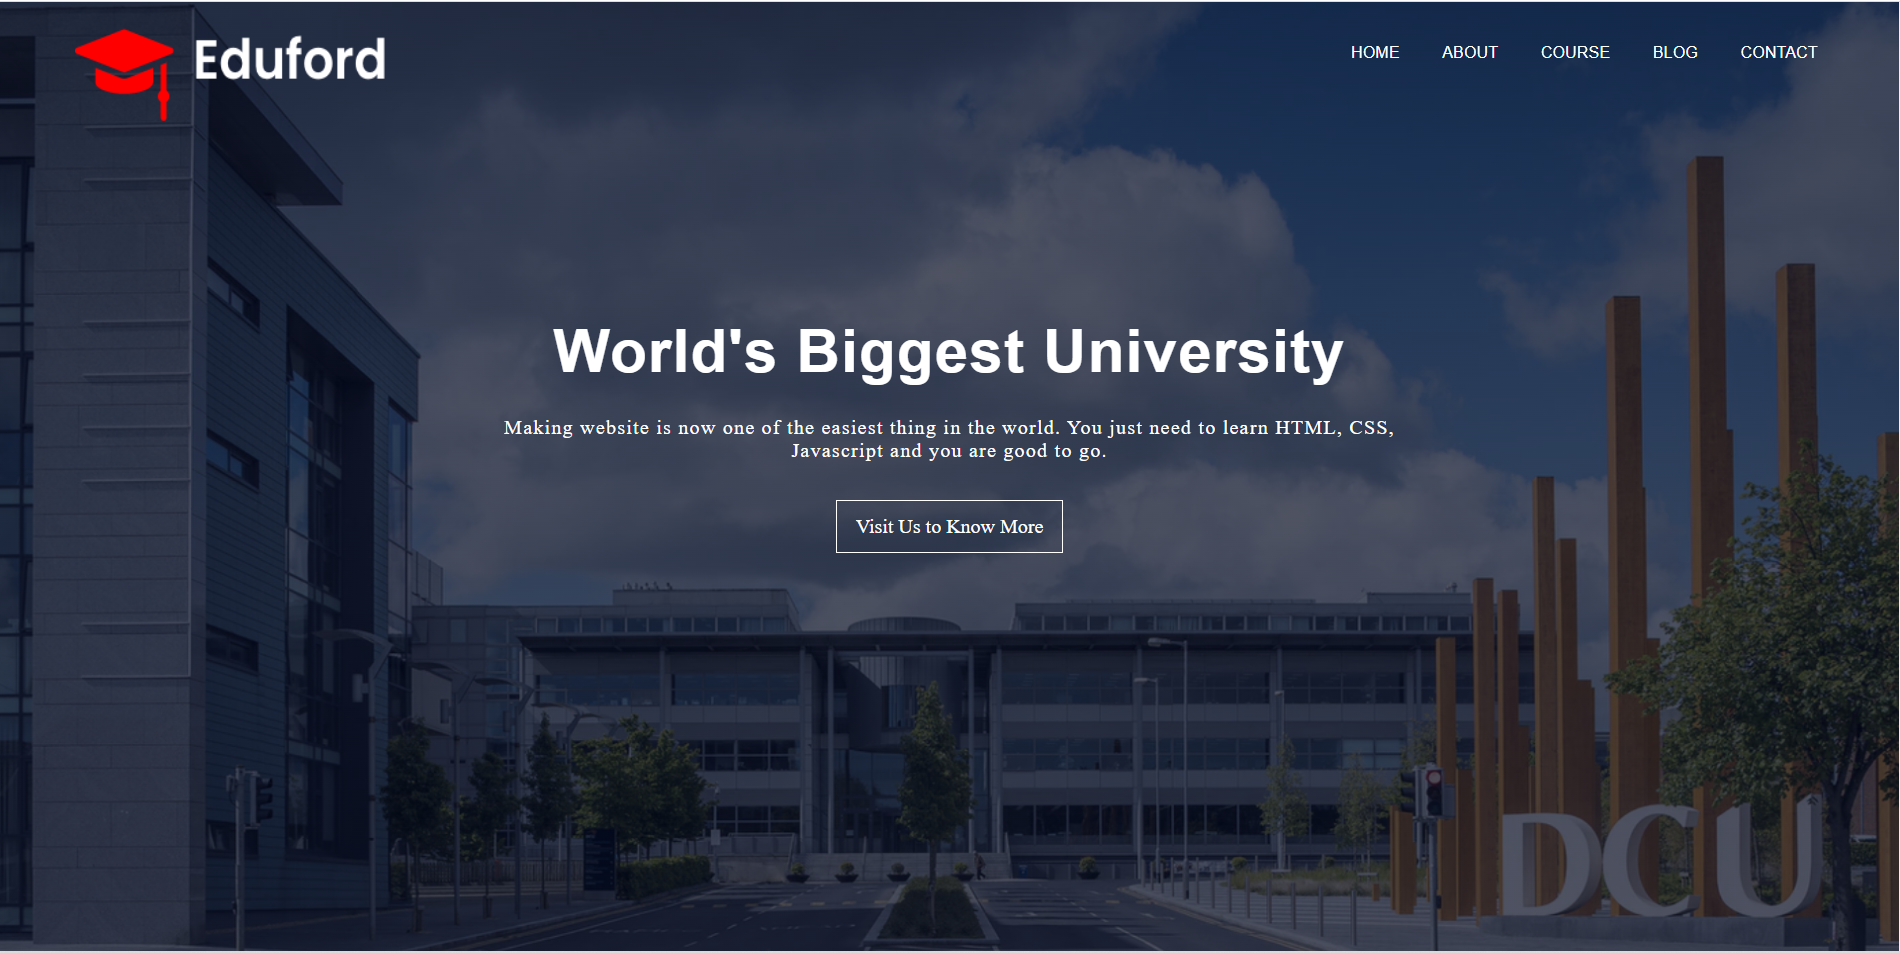 Eduford
HOME ABOUT COURSE BLOG CONTACT
World's Biggest University
Making website is now one of the easiest thing in the world. You just need to learn HTML, CSS,
Javascript and you are good to go.
Visit Us to Know More
DCU